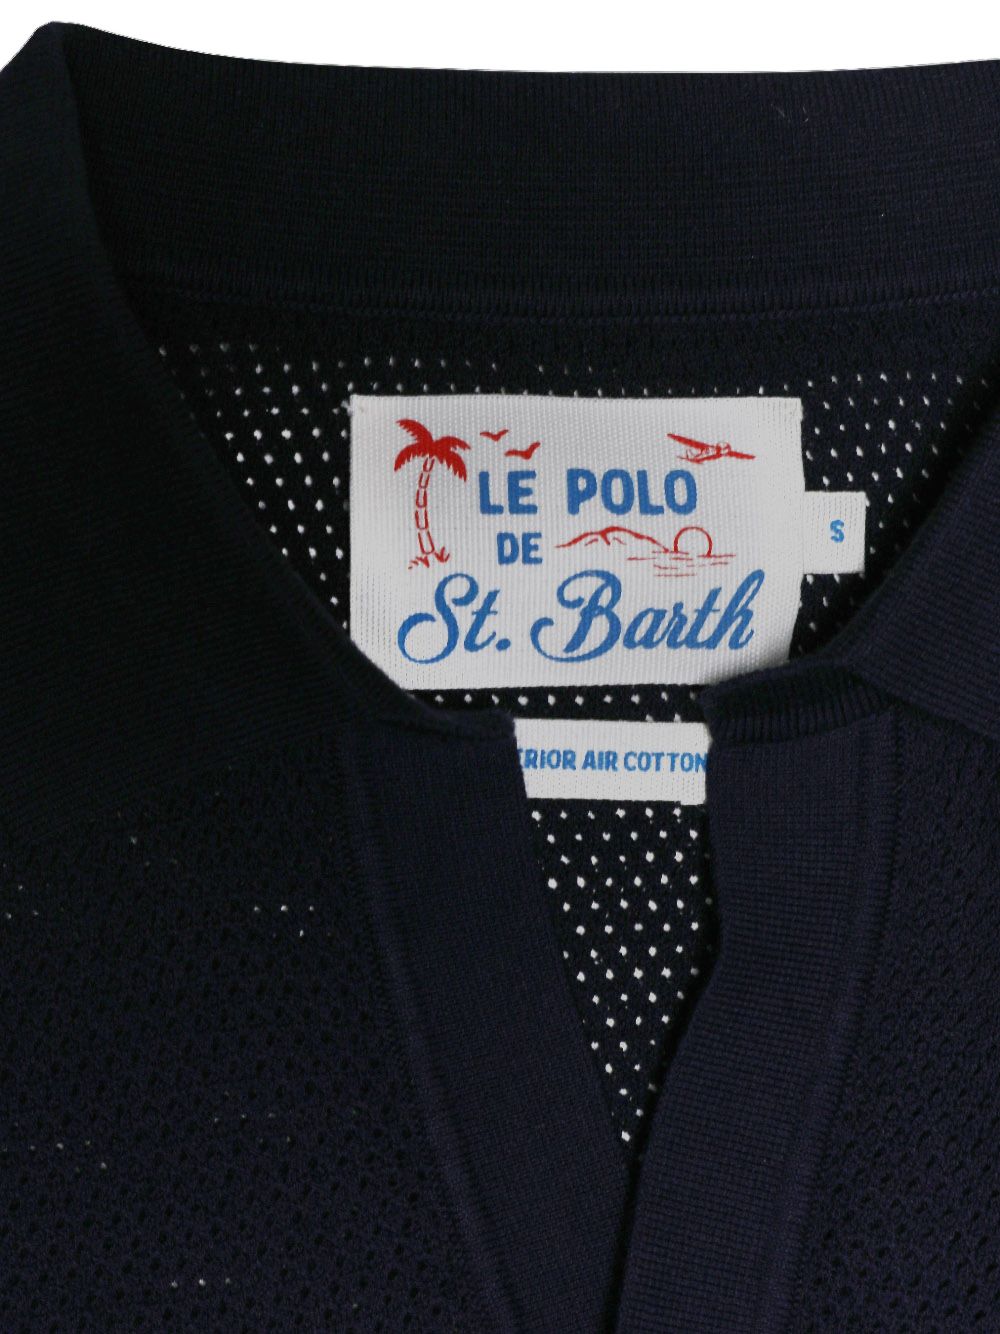 LE POLO
DE
St. Barth
S
RIOR AIR COTTON